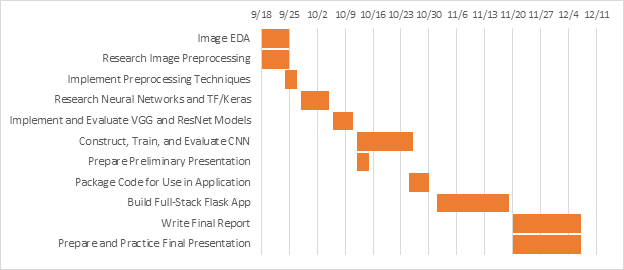 9/18 9/25 10/2 10/9 10/16 10/23 10/30 11/6 11/13 11/20 11/27 12/4 12/11
Image EDA
Research Image Preprocessing
Implement Preprocessing Techniques
Research Neural Networks and TF/Keras
Implement and Evaluate VGG and ResNet Models
Construct, Train, and Evaluate CNN
Prepare Preliminary Presentation
Package Code for Use in Application
Build Full-Stack Flask App
Write Final Report
Prepare and Practice Final Presentation